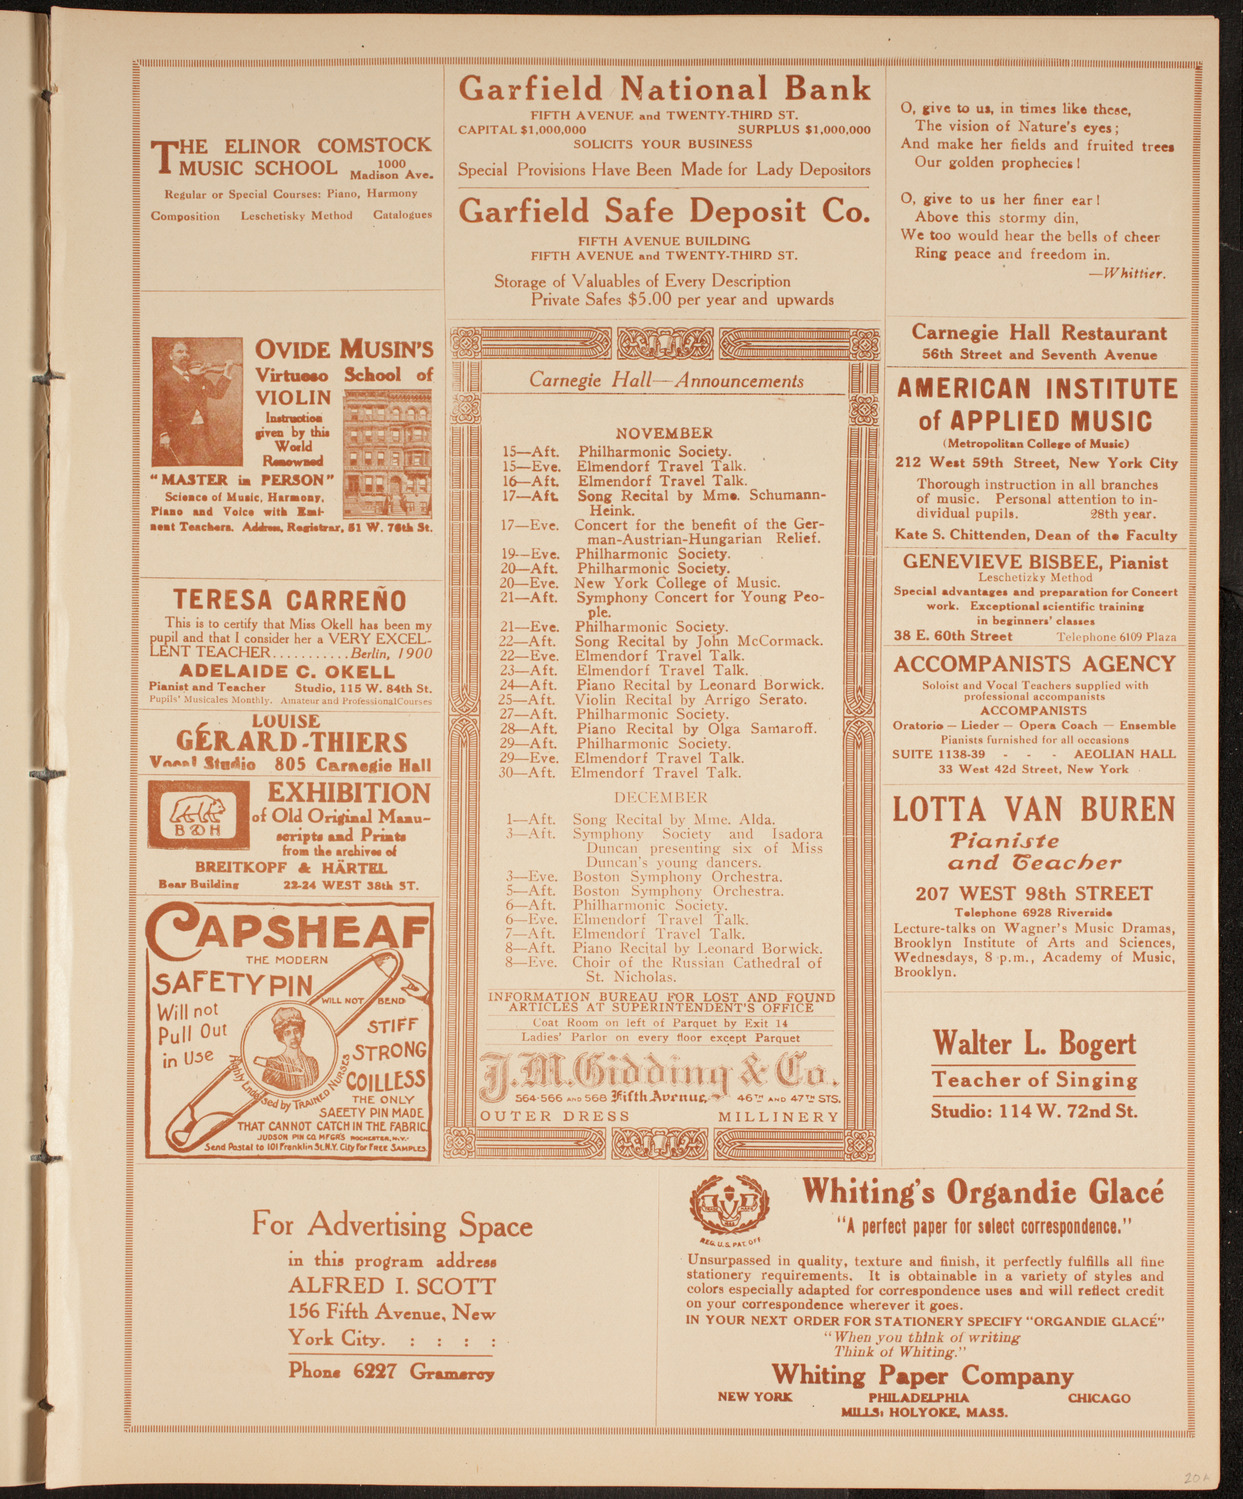 THE ELINOR COMSTOCK
MUSIC SCHOOL 1000 Madison Ave.
Regular or Special Courses: Piano, Harmony
Composition Leschetisky Method Catalogues
OVIDE MUSIN'S
Virtuoso School of
VIOLIN
Instruction
given by this
World
Renowned
"MASTER in PERSON"
Science of Music, Harmony,
Piano and Voice with Emi-
nent Teachers. Address, Registrar, 51 W. 76th St.
TERESA CARREÑO
This is to certify that Miss Okell has been my
pupil and that I consider her a VERY EXCEL-
LENT TEACHER...........Berlin, 1900
ADELAIDE C. OKELL
Pianist and Teacher Studio, 115 W. 84th St.
Pupils' Musicales Monthly. Amateur and Professional Courses
LOUISE
GÉRARD-THIERS
Vocal Studio 805 Carnegie Hall
B & H
EXHIBITION
of Old Original Manu-
scripts and Prints
from the archives of
BREITKOPF & HÄRTEL
Bear Building 22-24 WEST 38th ST.
CAPSHEAF
THE MODERN
SAFETY PIN
WILL NOT BEND
Will not
Pull Out
in Use
STIFF
STRONG
COILLESS
Highly Endorsed by TRAINED NURSES
THE ONLY
SAFETY PIN MADE
THAT CANNOT CATCH IN THE FABRIC
JUDSON PIN CO. MFGRS ROCHESTER, N.Y.
Send Postal to 101 Franklin St. N.Y. City for FREE SAMPLES
Garfield National Bank
FIFTH AVENUE and TWENTY-THIRD ST.
CAPITAL $1,000,000 SURPLUS $1,000,000
SOLICITS YOUR BUSINESS
Special Provisions Have Been Made for Lady Depositors
Garfield Safe Deposit Co.
FIFTH AVENUE BUILDING
FIFTH AVENUE and TWENTY-THIRD ST.
Storage of Valuables of Every Description
Private Safes $5.00 per year and upwards
Carnegie Hall—Announcements
NOVEMBER
15—Aft. Philharmonic Society.
15—Eve. Elmendorf Travel Talk.
16—Aft. Elmendorf Travel Talk.
17—Aft. Song Recital by Mme. Schumann-
Heink.
17—Eve. Concert for the benefit of the Ger-
man-Austrian-Hungarian Relief.
19—Eve. Philharmonic Society.
20—Aft. Philharmonic Society.
20—Eve. New York College of Music.
21—Aft. Symphony Concert for Young Peo-
ple.
21—Eve. Philharmonic Society.
22—Aft. Song Recital by John McCormack.
22—Eve. Elmendorf Travel Talk.
23—Aft. Elmendorf Travel Talk.
24—Aft. Piano Recital by Leonard Borwick.
25—Aft. Violin Recital by Arrigo Serato.
27—Aft. Philharmonic Society.
28—Aft. Piano Recital by Olga Samaroff.
29—Aft. Philharmonic Society.
29—Eve. Elmendorf Travel Talk.
30—Aft. Elmendorf Travel Talk.
DECEMBER
1—Aft. Song Recital by Mme. Alda.
3—Aft. Symphony Society and Isadora
Duncan presenting six of Miss
Duncan's young dancers.
3—Eve. Boston Symphony Orchestra.
5—Aft. Boston Symphony Orchestra.
6—Aft. Philharmonic Society.
6—Eve. Elmendorf Travel Talk.
7—Aft. Elmendorf Travel Talk.
8—Aft. Piano Recital by Leonard Borwick.
8—Eve. Choir of the Russian Cathedral of
St. Nicholas.
INFORMATION BUREAU FOR LOST AND FOUND
ARTICLES AT SUPERINTENDENT'S OFFICE
Coat Room on left of Parquet by Exit 14
Ladies' Parlor on every floor except Parquet
J. M. Gidding & Co.
564-566 AND 568 Fifth Avenue, 46TH AND 47TH STS.
OUTER DRESS MILLINERY
O, give to us, in times like these,
The vision of Nature's eyes;
And make her fields and fruited trees
Our golden prophecies!
O, give to us her finer ear!
Above this stormy din,
We too would hear the bells of cheer
Ring peace and freedom in.
—Whittier.
Carnegie Hall Restaurant
56th Street and Seventh Avenue
AMERICAN INSTITUTE
of APPLIED MUSIC
(Metropolitan College of Music)
212 West 59th Street, New York City
Thorough instruction in all branches
of music. Personal attention to in-
dividual pupils. 28th year.
Kate S. Chittenden, Dean of the Faculty
GENEVIEVE BISBEE, Pianist
Leschetizky Method
Special advantages and preparation for Concert
work. Exceptional scientific training
in beginners' classes
38 E. 60th Street Telephone 6109 Plaza
ACCOMPANISTS AGENCY
Soloist and Vocal Teachers supplied with
professional accompanists
ACCOMPANISTS
Oratorio — Lieder — Opera Coach — Ensemble
Pianists furnished for all occasions
SUITE 1138-39 - - - AEOLIAN HALL
33 West 42d Street, New York
LOTTA VAN BUREN
Pianiste
and Teacher
207 WEST 98th STREET
Telephone 6928 Riverside
Lecture-talks on Wagner's Music Dramas,
Brooklyn Institute of Arts and Sciences,
Wednesdays, 8 p.m., Academy of Music,
Brooklyn.
Walter L. Bogert
Teacher of Singing
Studio: 114 W. 72nd St.
For Advertising Space
in this program address
ALFRED I. SCOTT
156 Fifth Avenue, New
York City. : : : :
Phone 6227 Gramercy
REG. U.S. PAT. OFF.
Whiting's Organdie Glacé
"A perfect paper for select correspondence."
Unsurpassed in quality, texture and finish, it perfectly fulfills all fine
stationery requirements. It is obtainable in a variety of styles and
colors especially adapted for correspondence uses and will reflect credit
on your correspondence wherever it goes.
IN YOUR NEXT ORDER FOR STATIONERY SPECIFY "ORGANDIE GLACÉ"
"When you think of writing
Think of Whiting."
Whiting Paper Company
NEW YORK PHILADELPHIA CHICAGO
MILLS: HOLYOKE, MASS.
20A